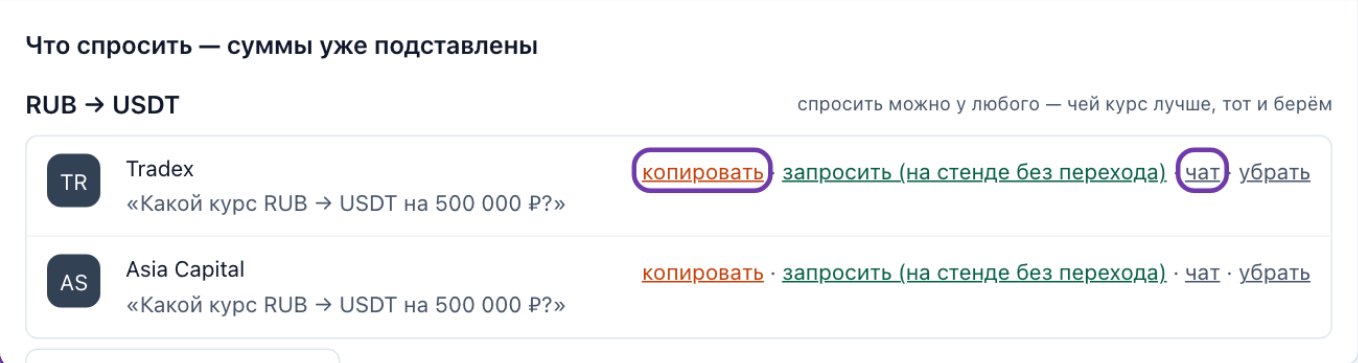 Что спросить — суммы уже подставлены
RUB → USDT
спросить можно у любого — чей курс лучше, тот и берём
TR
Tradex
копировать · запросить (на стенде без перехода) · чат · убрать
«Какой курс RUB → USDT на 500 000 ₽?»
AS
Asia Capital
копировать · запросить (на стенде без перехода) · чат · убрать
«Какой курс RUB → USDT на 500 000 ₽?»